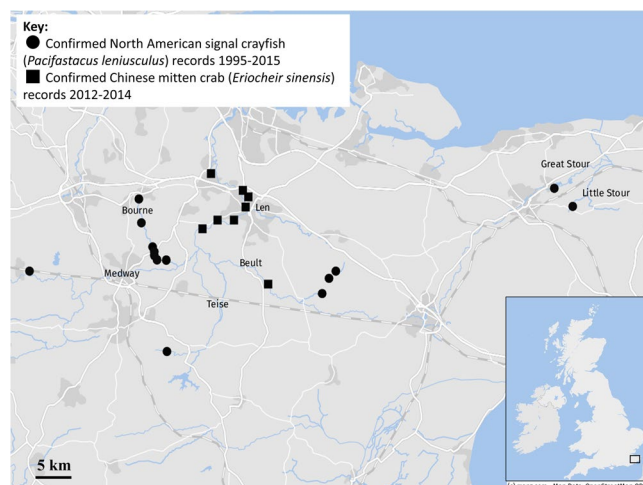 Key:
Confirmed North American signal crayfish
(Pacifastacus leniusculus) records 1995-2015
Confirmed Chinese mitten crab (Eriocheir sinensis)
records 2012-2014
Great Stour
Little Stour
Bourne
Len
Medway
Beult
Teise
5 km